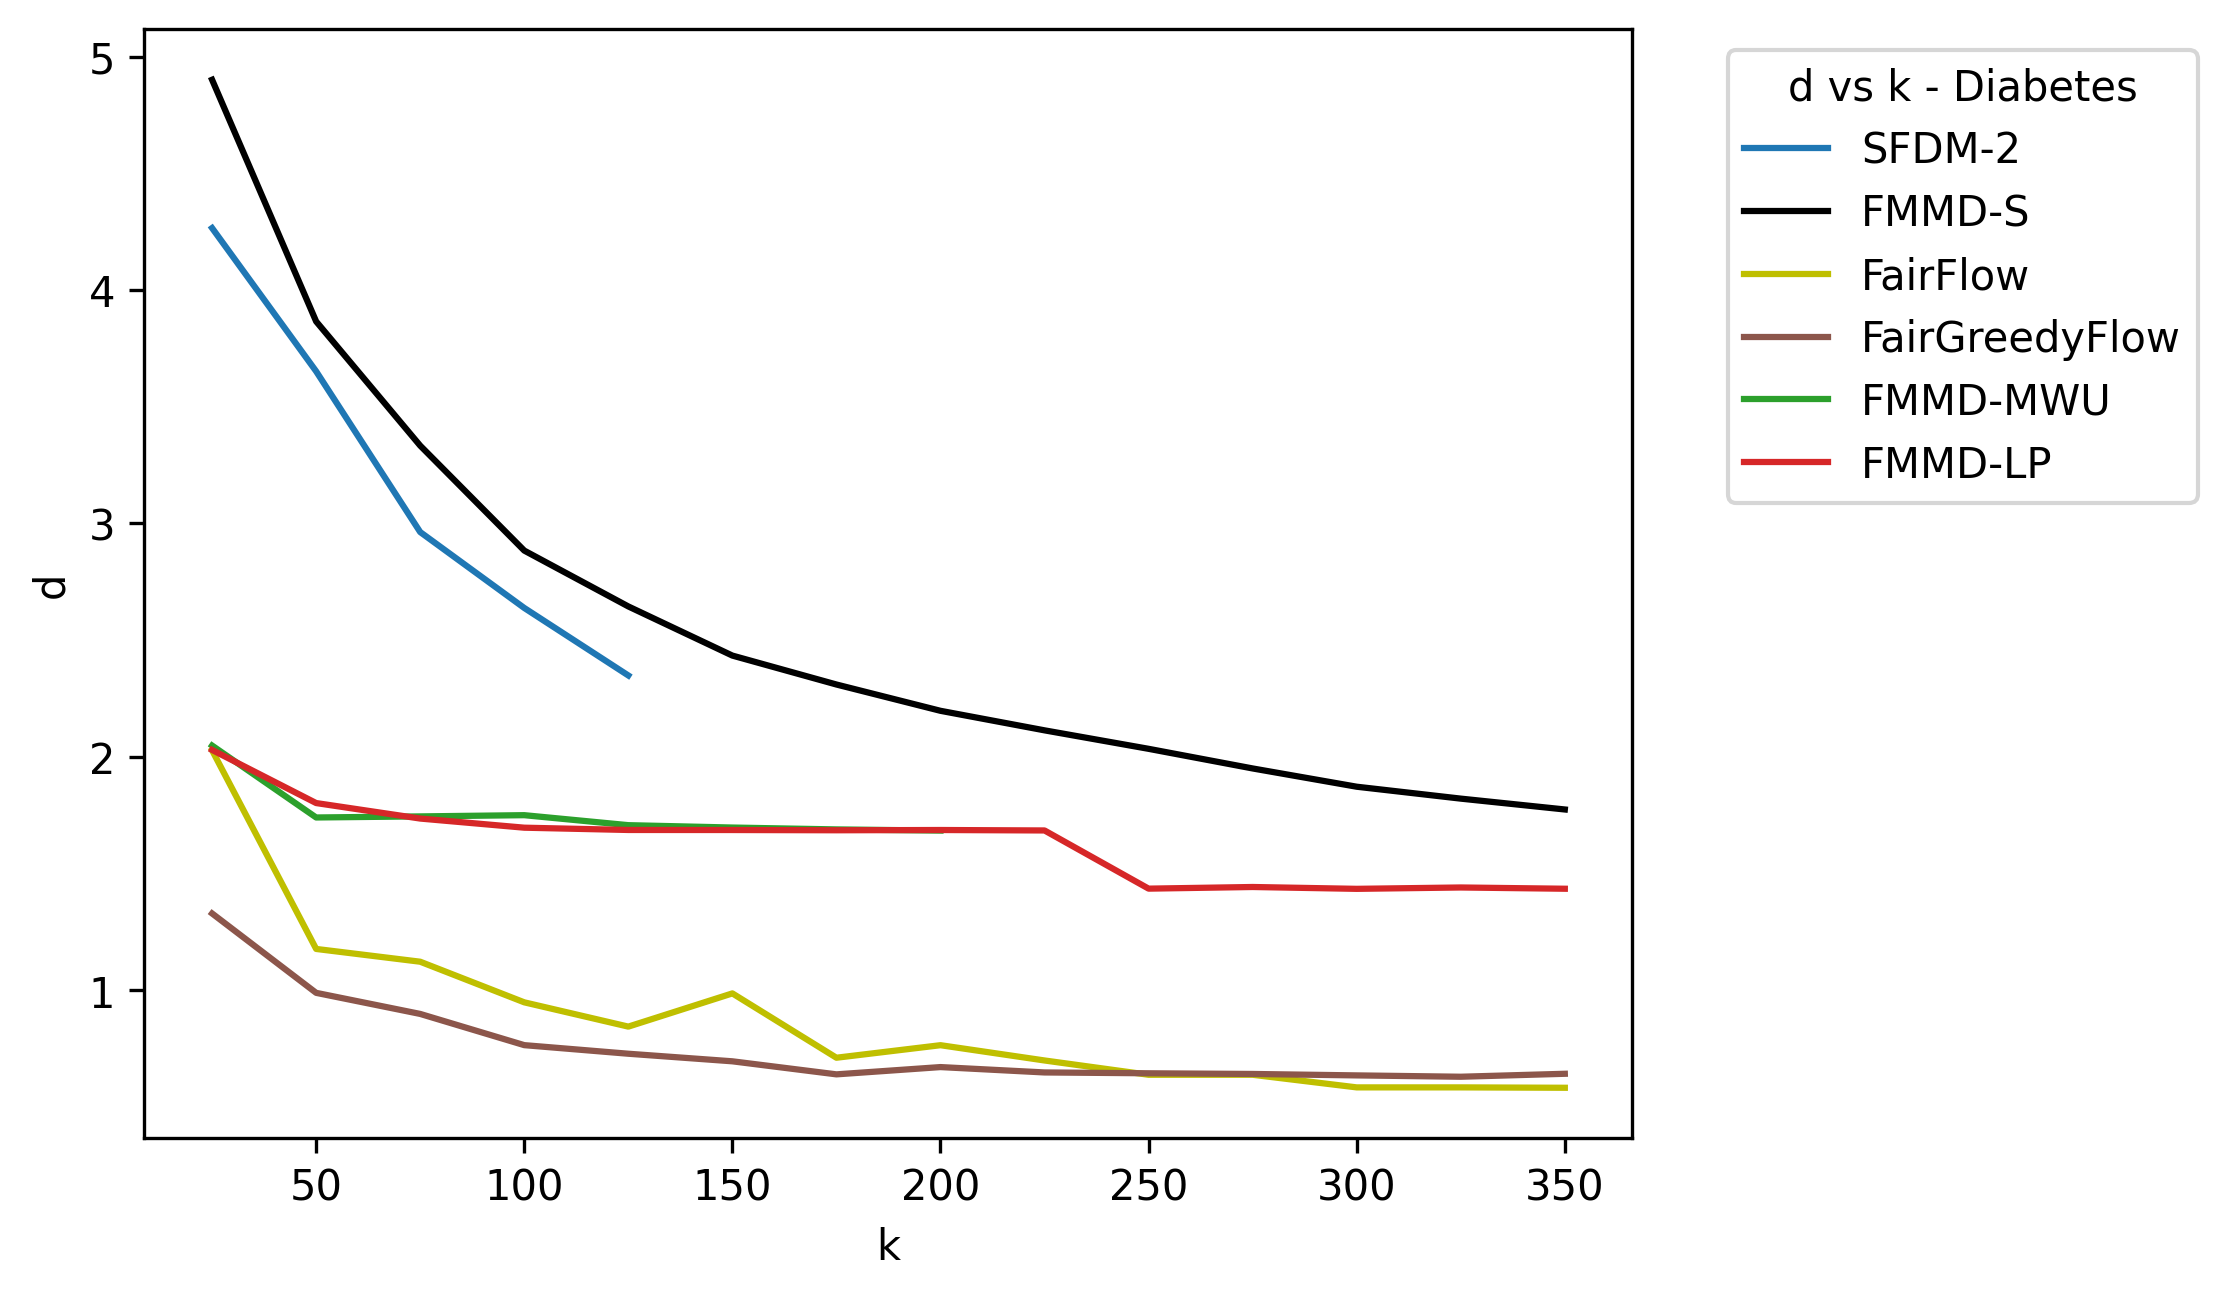 5
4
3
2
1
d
50 100 150 200 250 300 350
k
d vs k - Diabetes
SFDM-2
FMMD-S
FairFlow
FairGreedyFlow
FMMD-MWU
FMMD-LP